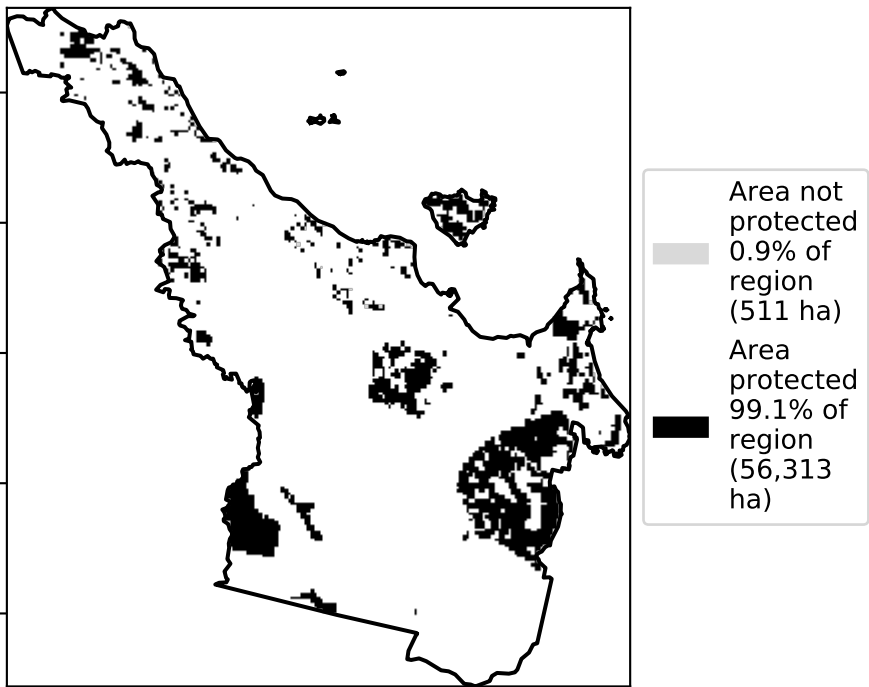 Area not
protected
0.9% of
region
(511 ha)
Area
protected
99.1% of
region
(56,313
ha)